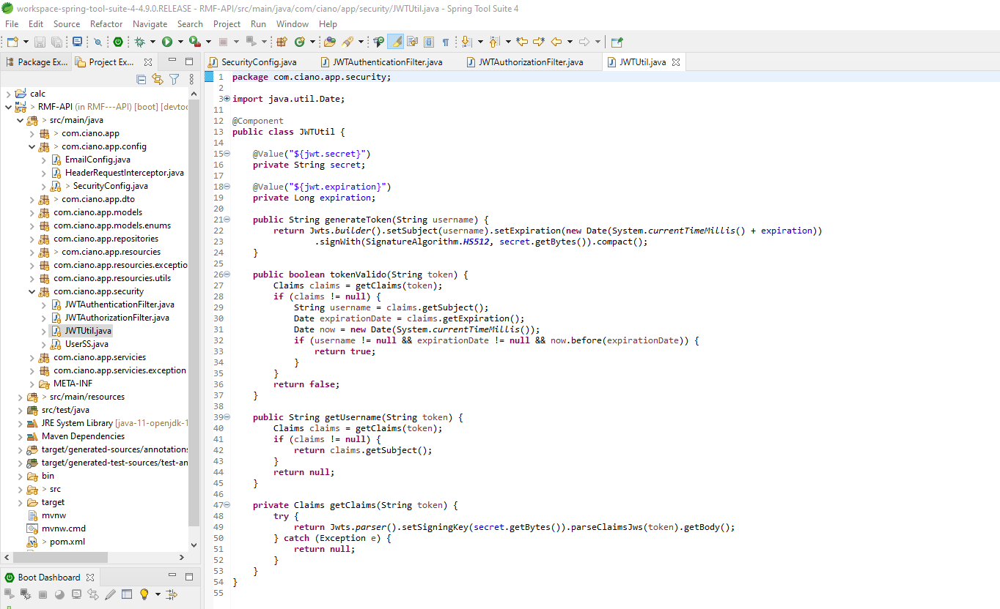 workspace-spring-tool-suite-4-4.9.0.RELEASE - RMF-API/src/main/java/com/ciano/app/security/JWTUtil.java - Spring Tool Suite 4
File Edit Source Refactor Navigate Search Project Run Window Help
Package Ex... Project Ex...
calc
> RMF-API (in RMF---API) [boot] [devtoo
> src/main/java
> com.ciano.app
> com.ciano.app.config
EmailConfig.java
HeaderRequestInterceptor.java
> SecurityConfig.java
> com.ciano.app.dto
com.ciano.app.models
com.ciano.app.models.enums
com.ciano.app.repositories
> com.ciano.app.resources
com.ciano.app.resources.exceptio
com.ciano.app.resources.utils
com.ciano.app.security
JWTAuthenticationFilter.java
JWTAuthorizationFilter.java
JWTUtil.java
UserSS.java
com.ciano.app.servicies
com.ciano.app.servicies.exception
META-INF
> src/main/resources
src/test/java
JRE System Library [java-11-openjdk-1
Maven Dependencies
target/generated-sources/annotations
target/generated-test-sources/test-an
bin
> src
target
mvnw
mvnw.cmd
> pom.xml
Boot Dashboard
SecurityConfig.java JWTAuthenticationFilter.java JWTAuthorizationFilter.java JWTUtil.java
1 package com.ciano.app.security;
2
3 import java.util.Date;
11
12 @Component
13 public class JWTUtil {
14
15 @Value("${jwt.secret}")
16 private String secret;
17
18 @Value("${jwt.expiration}")
19 private Long expiration;
20
21 public String generateToken(String username) {
22 return Jwts.builder().setSubject(username).setExpiration(new Date(System.currentTimeMillis() + expiration))
23 .signWith(SignatureAlgorithm.HS512, secret.getBytes()).compact();
24 }
25
26 public boolean tokenValido(String token) {
27 Claims claims = getClaims(token);
28 if (claims != null) {
29 String username = claims.getSubject();
30 Date expirationDate = claims.getExpiration();
31 Date now = new Date(System.currentTimeMillis());
32 if (username != null && expirationDate != null && now.before(expirationDate)) {
33 return true;
34 }
35 }
36 return false;
37 }
38
39 public String getUsername(String token) {
40 Claims claims = getClaims(token);
41 if (claims != null) {
42 return claims.getSubject();
43 }
44 return null;
45 }
46
47 private Claims getClaims(String token) {
48 try {
49 return Jwts.parser().setSigningKey(secret.getBytes()).parseClaimsJws(token).getBody();
50 } catch (Exception e) {
51 return null;
52 }
53 }
54 }
55